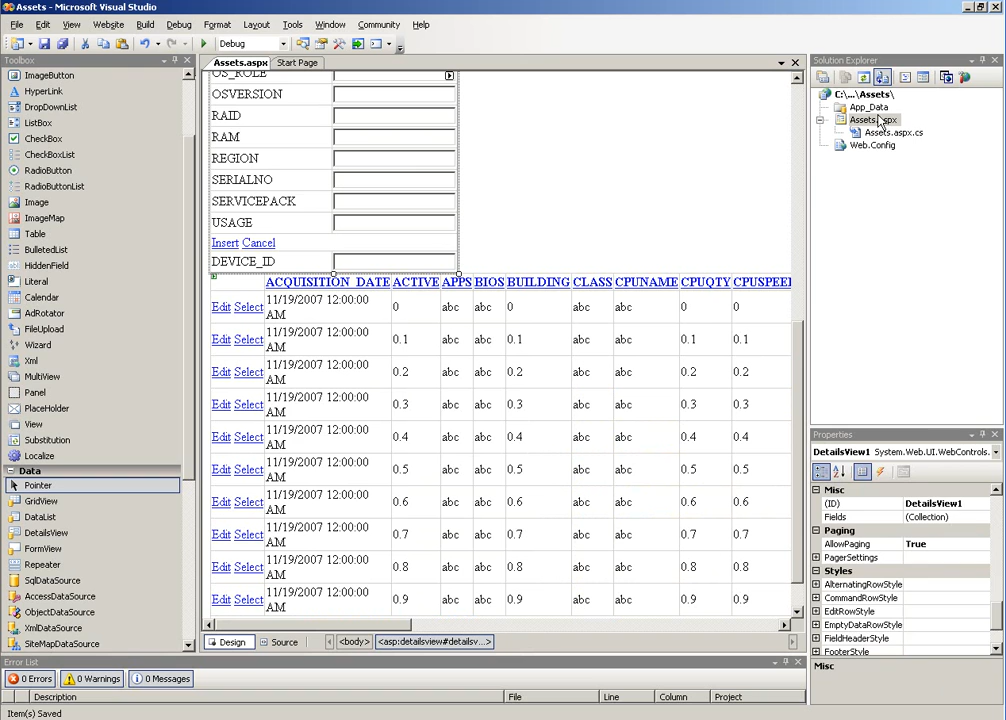 Assets - Microsoft Visual Studio
File Edit View Website Build Debug Format Layout Tools Window Community Help
Debug
Toolbox
ImageButton
HyperLink
DropDownList
ListBox
CheckBox
CheckBoxList
RadioButton
RadioButtonList
Image
ImageMap
Table
BulletedList
HiddenField
Literal
Calendar
AdRotator
FileUpload
Wizard
Xml
MultiView
Panel
PlaceHolder
View
Substitution
Localize
Data
Pointer
GridView
DataList
DetailsView
FormView
Repeater
SqlDataSource
AccessDataSource
ObjectDataSource
XmlDataSource
SiteMapDataSource
Assets.aspx Start Page
OS_ROLE
OSVERSION
RAID
RAM
REGION
SERIALNO
SERVICEPACK
USAGE
Insert Cancel
DEVICE_ID
ACQUISITION_DATE ACTIVE APPS BIOS BUILDING CLASS CPUNAME CPUQTY CPUSPEED
Edit Select 11/19/2007 12:00:00 AM 0 abc abc 0 abc abc 0 0
Edit Select 11/19/2007 12:00:00 AM 0.1 abc abc 0.1 abc abc 0.1 0.1
Edit Select 11/19/2007 12:00:00 AM 0.2 abc abc 0.2 abc abc 0.2 0.2
Edit Select 11/19/2007 12:00:00 AM 0.3 abc abc 0.3 abc abc 0.3 0.3
Edit Select 11/19/2007 12:00:00 AM 0.4 abc abc 0.4 abc abc 0.4 0.4
Edit Select 11/19/2007 12:00:00 AM 0.5 abc abc 0.5 abc abc 0.5 0.5
Edit Select 11/19/2007 12:00:00 AM 0.6 abc abc 0.6 abc abc 0.6 0.6
Edit Select 11/19/2007 12:00:00 AM 0.7 abc abc 0.7 abc abc 0.7 0.7
Edit Select 11/19/2007 12:00:00 AM 0.8 abc abc 0.8 abc abc 0.8 0.8
Edit Select 11/19/2007 12:00:00 AM 0.9 abc abc 0.9 abc abc 0.9 0.9
Design Source <body> <asp:detailsview#detailsv...>
Solution Explorer
C:\...\Assets\
App_Data
Assets.aspx
Assets.aspx.cs
Web.Config
Properties
DetailsView1 System.Web.UI.WebControls.
Misc
(ID) DetailsView1
Fields (Collection)
Paging
AllowPaging True
PagerSettings
Styles
AlternatingRowStyle
CommandRowStyle
EditRowStyle
EmptyDataRowStyle
FieldHeaderStyle
FooterStyle
Misc
Error List
0 Errors 0 Warnings 0 Messages
Description File Line Column Project
Item(s) Saved